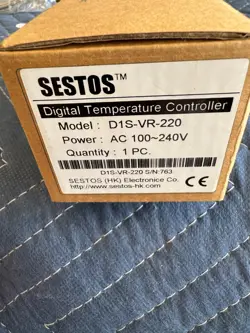 SESTOS™
Digital Temperature Controller
Model : D1S-VR-220
Power : AC 100~240V
Quantity : 1 PC.
D1S-VR-220 S/N:763
SESTOS (HK) Electronice Co.
http://www.sestos-hk.com
CE